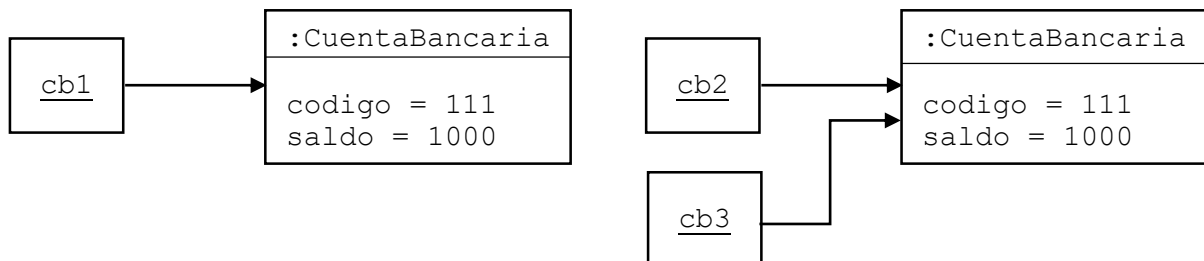 cb1
:CuentaBancaria
codigo = 111
saldo = 1000
cb2
cb3
:CuentaBancaria
codigo = 111
saldo = 1000